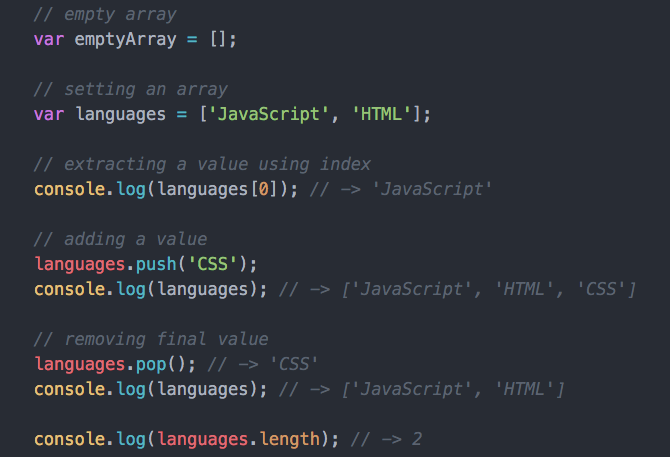 // empty array
var emptyArray = [];
// setting an array
var languages = ['JavaScript', 'HTML'];
// extracting a value using index
console.log(languages[0]); // -> 'JavaScript'
// adding a value
languages.push('CSS');
console.log(languages); // -> ['JavaScript', 'HTML', 'CSS']
// removing final value
languages.pop(); // -> 'CSS'
console.log(languages); // -> ['JavaScript', 'HTML']
console.log(languages.length); // -> 2